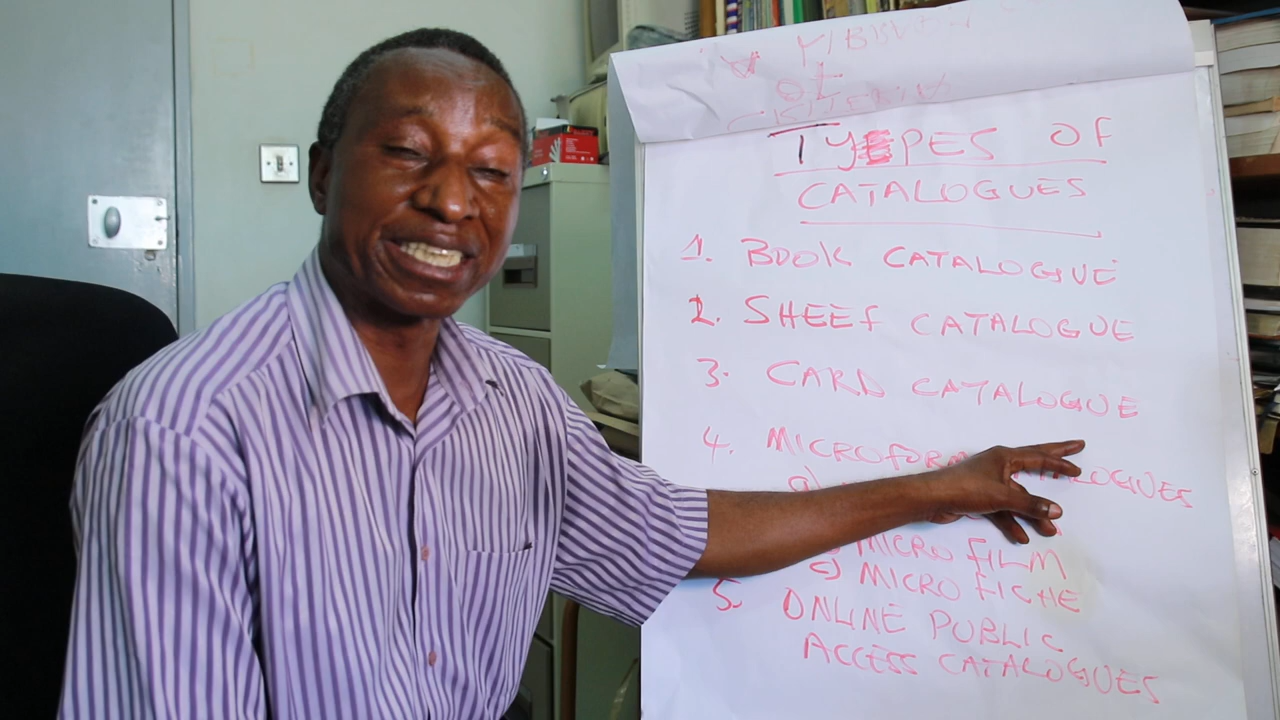 TYPES OF
CATALOGUES
1. BOOK CATALOGUE
2. SHEEF CATALOGUE
3. CARD CATALOGUE
4. MICROFORM CATALOGUES
a)
b) MICRO FILM
c) MICRO FICHE
5. ONLINE PUBLIC
ACCESS CATALOGUES